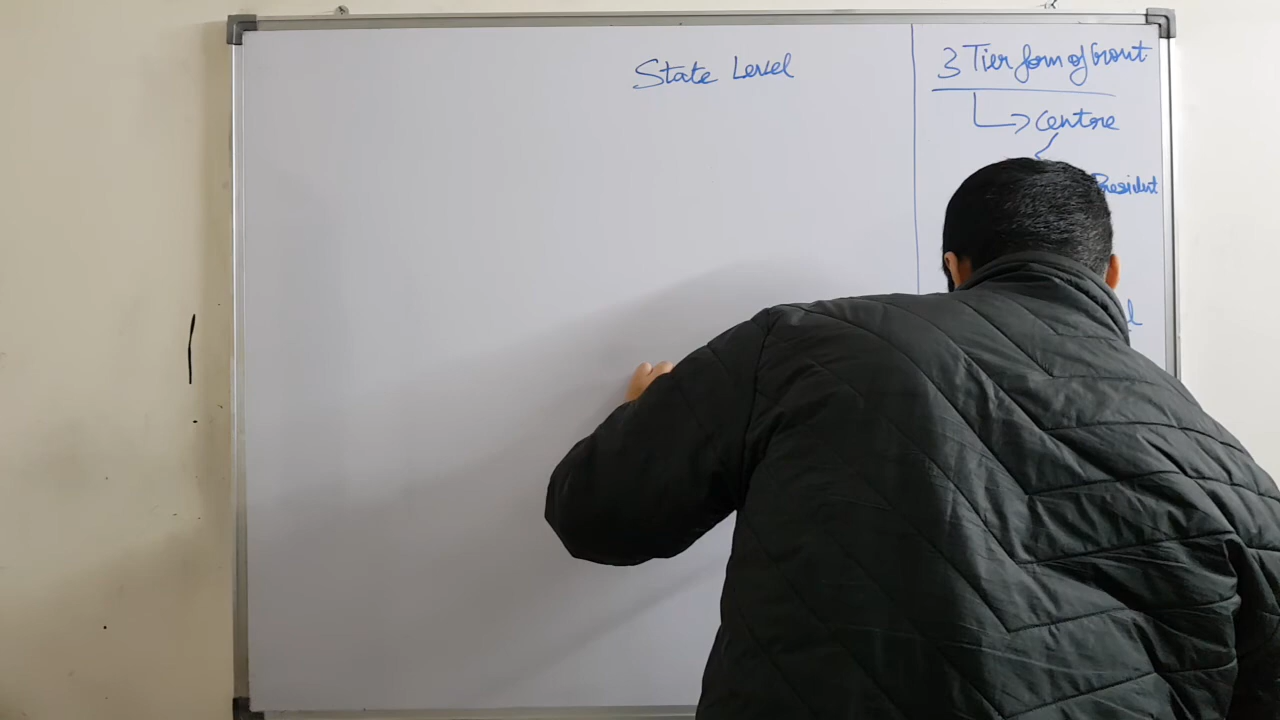 State Level
3 Tier form of Govt
Centre
President